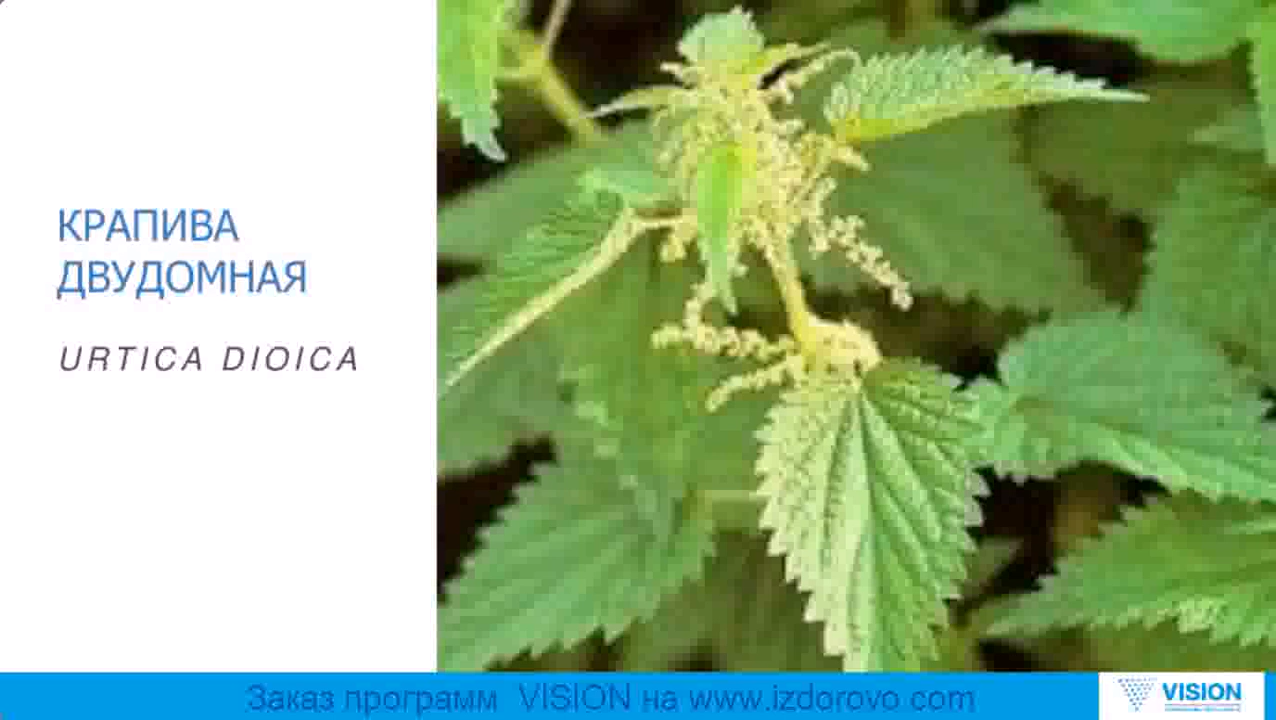 КРАПИВА
ДВУДОМНАЯ
URTICA DIOICA
Заказ программ VISION на www.izdorovo.com
VISION